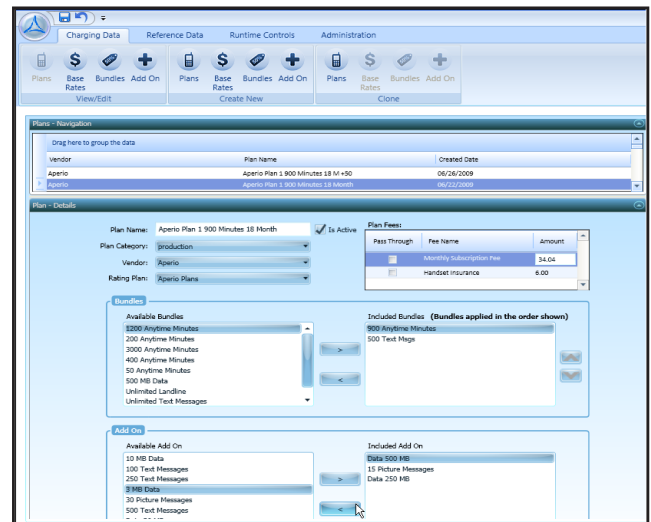 Charging Data Reference Data Runtime Controls Administration
Plans Base Rates Bundles Add On Plans Base Rates Bundles Add On Plans Base Rates Bundles Add On
View/Edit Create New Clone
Plans - Navigation
Drag here to group the data
Vendor Plan Name Created Date
Aperio Aperio Plan 1 900 Minutes 18 M +50 06/26/2009
Aperio Aperio Plan 1 900 Minutes 18 Month 06/22/2009
Plan - Details
Plan Name: Aperio Plan 1 900 Minutes 18 Month Is Active Plan Fees:
Plan Category: production Pass Through Fee Name Amount
Vendor: Aperio Monthly Subscription Fee 34.04
Rating Plan: Aperio Plans Handset Insurance 6.00
Bundles
Available Bundles Included Bundles (Bundles applied in the order shown)
1200 Anytime Minutes 900 Anytime Minutes
200 Anytime Minutes 500 Text Msgs
3000 Anytime Minutes
400 Anytime Minutes >
50 Anytime Minutes
500 MB Data <
Unlimited Landline
Unlimited Text Messages
Add On
Available Add On Included Add On
10 MB Data Data 500 MB
100 Text Messages 15 Picture Messages
250 Text Messages > Data 250 MB
3 MB Data
30 Picture Messages
500 Text Messages <